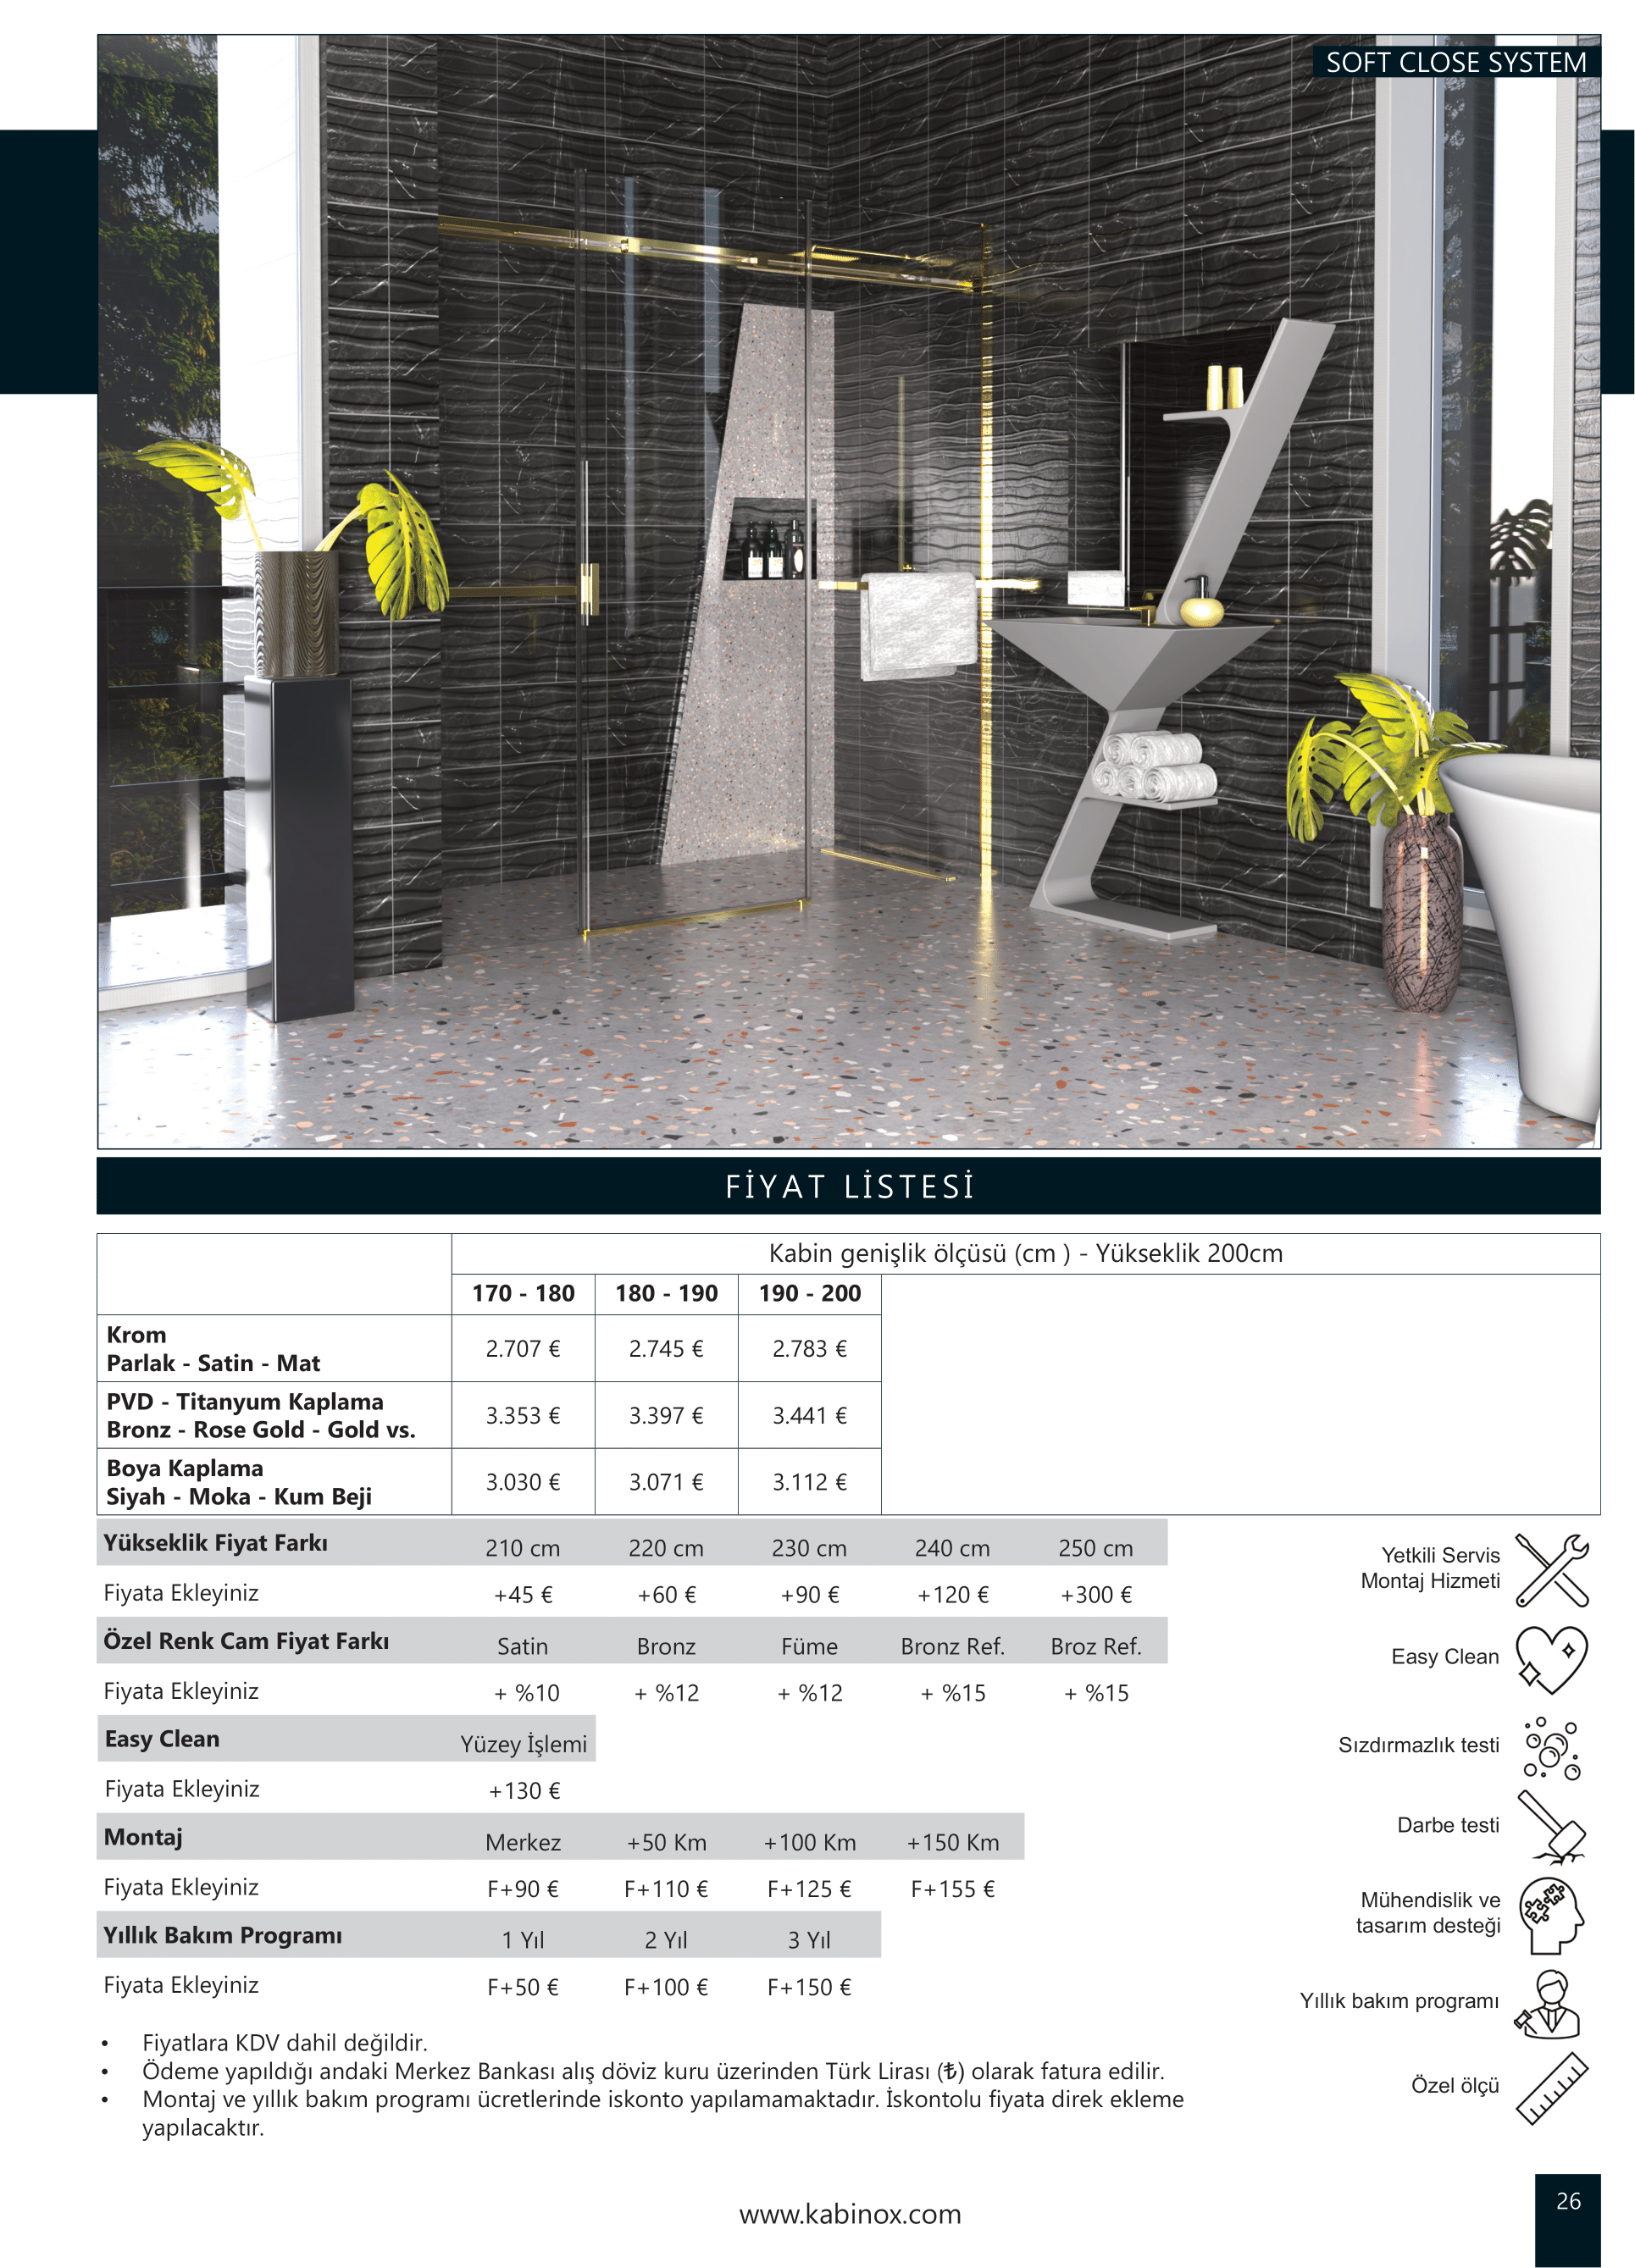 SOFT CLOSE SYSTEM
FİYAT LİSTESİ
Kabin genişlik ölçüsü (cm ) - Yükseklik 200cm
170 - 180 180 - 190 190 - 200
Krom
Parlak - Satin - Mat
2.707 € 2.745 € 2.783 €
PVD - Titanyum Kaplama
Bronz - Rose Gold - Gold vs.
3.353 € 3.397 € 3.441 €
Boya Kaplama
Siyah - Moka - Kum Beji
3.030 € 3.071 € 3.112 €
Yükseklik Fiyat Farkı 210 cm 220 cm 230 cm 240 cm 250 cm
Fiyata Ekleyiniz +45 € +60 € +90 € +120 € +300 €
Özel Renk Cam Fiyat Farkı Satin Bronz Füme Bronz Ref. Broz Ref.
Fiyata Ekleyiniz + %10 + %12 + %12 + %15 + %15
Easy Clean Yüzey İşlemi
Fiyata Ekleyiniz +130 €
Montaj Merkez +50 Km +100 Km +150 Km
Fiyata Ekleyiniz F+90 € F+110 € F+125 € F+155 €
Yıllık Bakım Programı 1 Yıl 2 Yıl 3 Yıl
Fiyata Ekleyiniz F+50 € F+100 € F+150 €
• Fiyatlara KDV dahil değildir.
• Ödeme yapıldığı andaki Merkez Bankası alış döviz kuru üzerinden Türk Lirası (₺) olarak fatura edilir.
• Montaj ve yıllık bakım programı ücretlerinde iskonto yapılamamaktadır. İskontolu fiyata direk ekleme
yapılacaktır.
Yetkili Servis
Montaj Hizmeti
Easy Clean
Sızdırmazlık testi
Darbe testi
Mühendislik ve
tasarım desteği
Yıllık bakım programı
Özel ölçü
www.kabinox.com
26